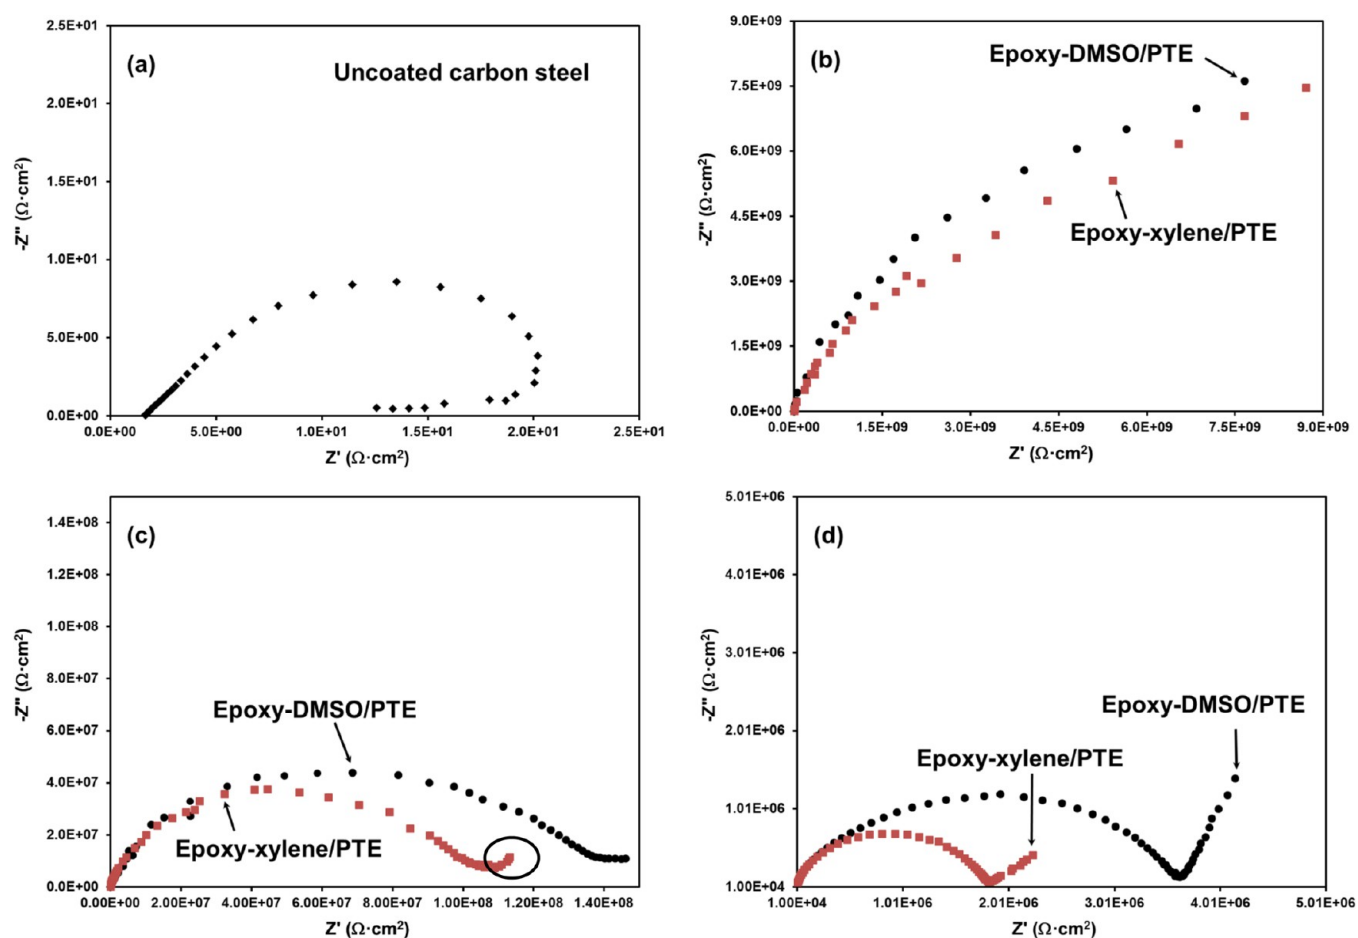 (a)
Uncoated carbon steel
2.5E+01
2.0E+01
1.5E+01
1.0E+01
5.0E+00
0.0E+00
-Z" (Ω·cm²)
0.0E+00 5.0E+00 1.0E+01 1.5E+01 2.0E+01 2.5E+01
Z' (Ω·cm²)
(b)
Epoxy-DMSO/PTE
Epoxy-xylene/PTE
9.0E+09
7.5E+09
6.0E+09
4.5E+09
3.0E+09
1.5E+09
0.0E+00
-Z" (Ω·cm²)
0.0E+00 1.5E+09 3.0E+09 4.5E+09 6.0E+09 7.5E+09 9.0E+09
Z' (Ω·cm²)
(c)
Epoxy-DMSO/PTE
Epoxy-xylene/PTE
1.4E+08
1.2E+08
1.0E+08
8.0E+07
6.0E+07
4.0E+07
2.0E+07
0.0E+00
-Z" (Ω·cm²)
0.0E+00 2.0E+07 4.0E+07 6.0E+07 8.0E+07 1.0E+08 1.2E+08 1.4E+08
Z' (Ω·cm²)
(d)
Epoxy-DMSO/PTE
Epoxy-xylene/PTE
5.01E+06
4.01E+06
3.01E+06
2.01E+06
1.01E+06
1.00E+04
-Z" (Ω·cm²)
1.00E+04 1.01E+06 2.01E+06 3.01E+06 4.01E+06 5.01E+06
Z' (Ω·cm²)